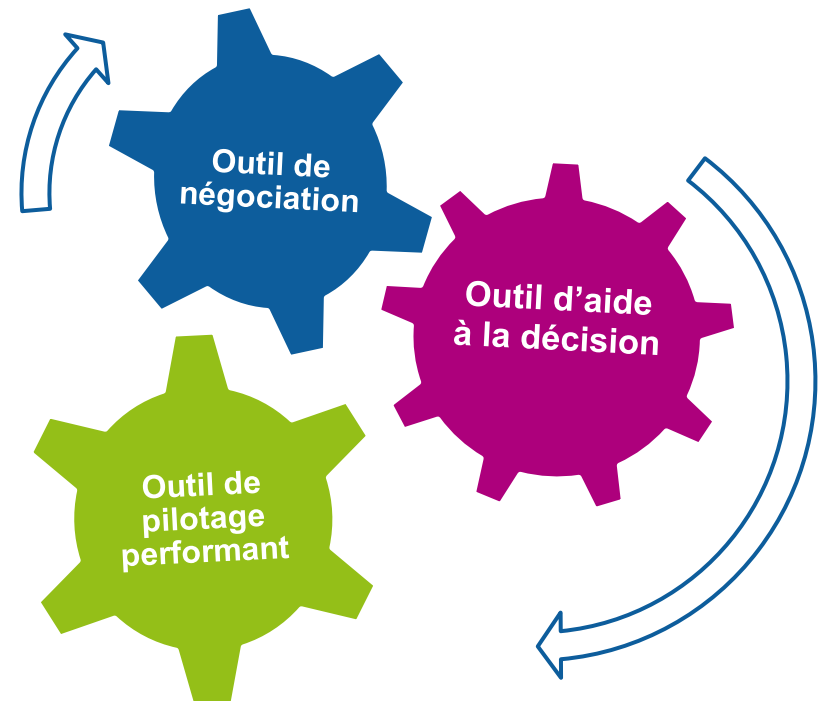 Outil de
négociation
Outil d’aide
à la décision
Outil de
pilotage
performant